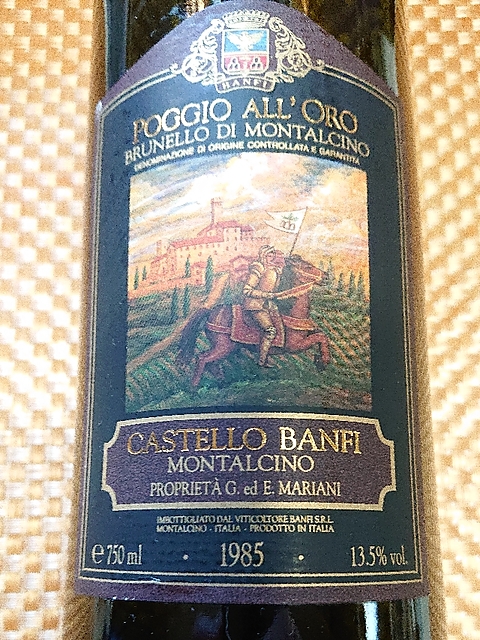 BANFI
POGGIO ALL'ORO
BRUNELLO DI MONTALCINO
DENOMINAZIONE DI ORIGINE CONTROLLATA E GARANTITA
CASTELLO BANFI
MONTALCINO
PROPRIETÀ G. ed E. MARIANI
IMBOTTIGLIATO DAL VITICOLTORE BANFI S.R.L.
MONTALCINO - ITALIA - PRODOTTO IN ITALIA
e 750 ml · 1985 · 13.5% vol.